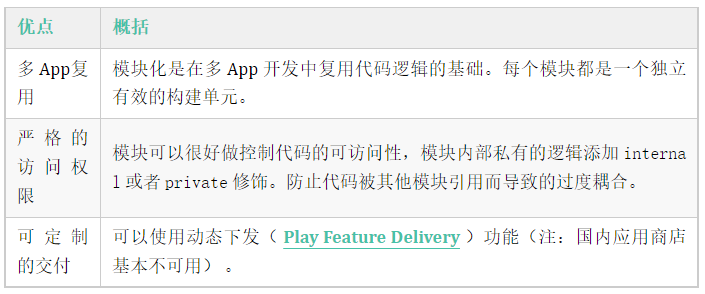 优点 概括
多App复用 模块化是在多 App 开发中复用代码逻辑的基础。每个模块都是一个独立
有效的构建单元。
严格的访问权限 模块可以很好做控制代码的可访问性，模块内部私有的逻辑添加 interna
l 或者 private 修饰。防止代码被其他模块引用而导致的过度耦合。
可定制的交付 可以使用动态下发（ Play Feature Delivery ）功能（注：国内应用商店
基本不可用） 。